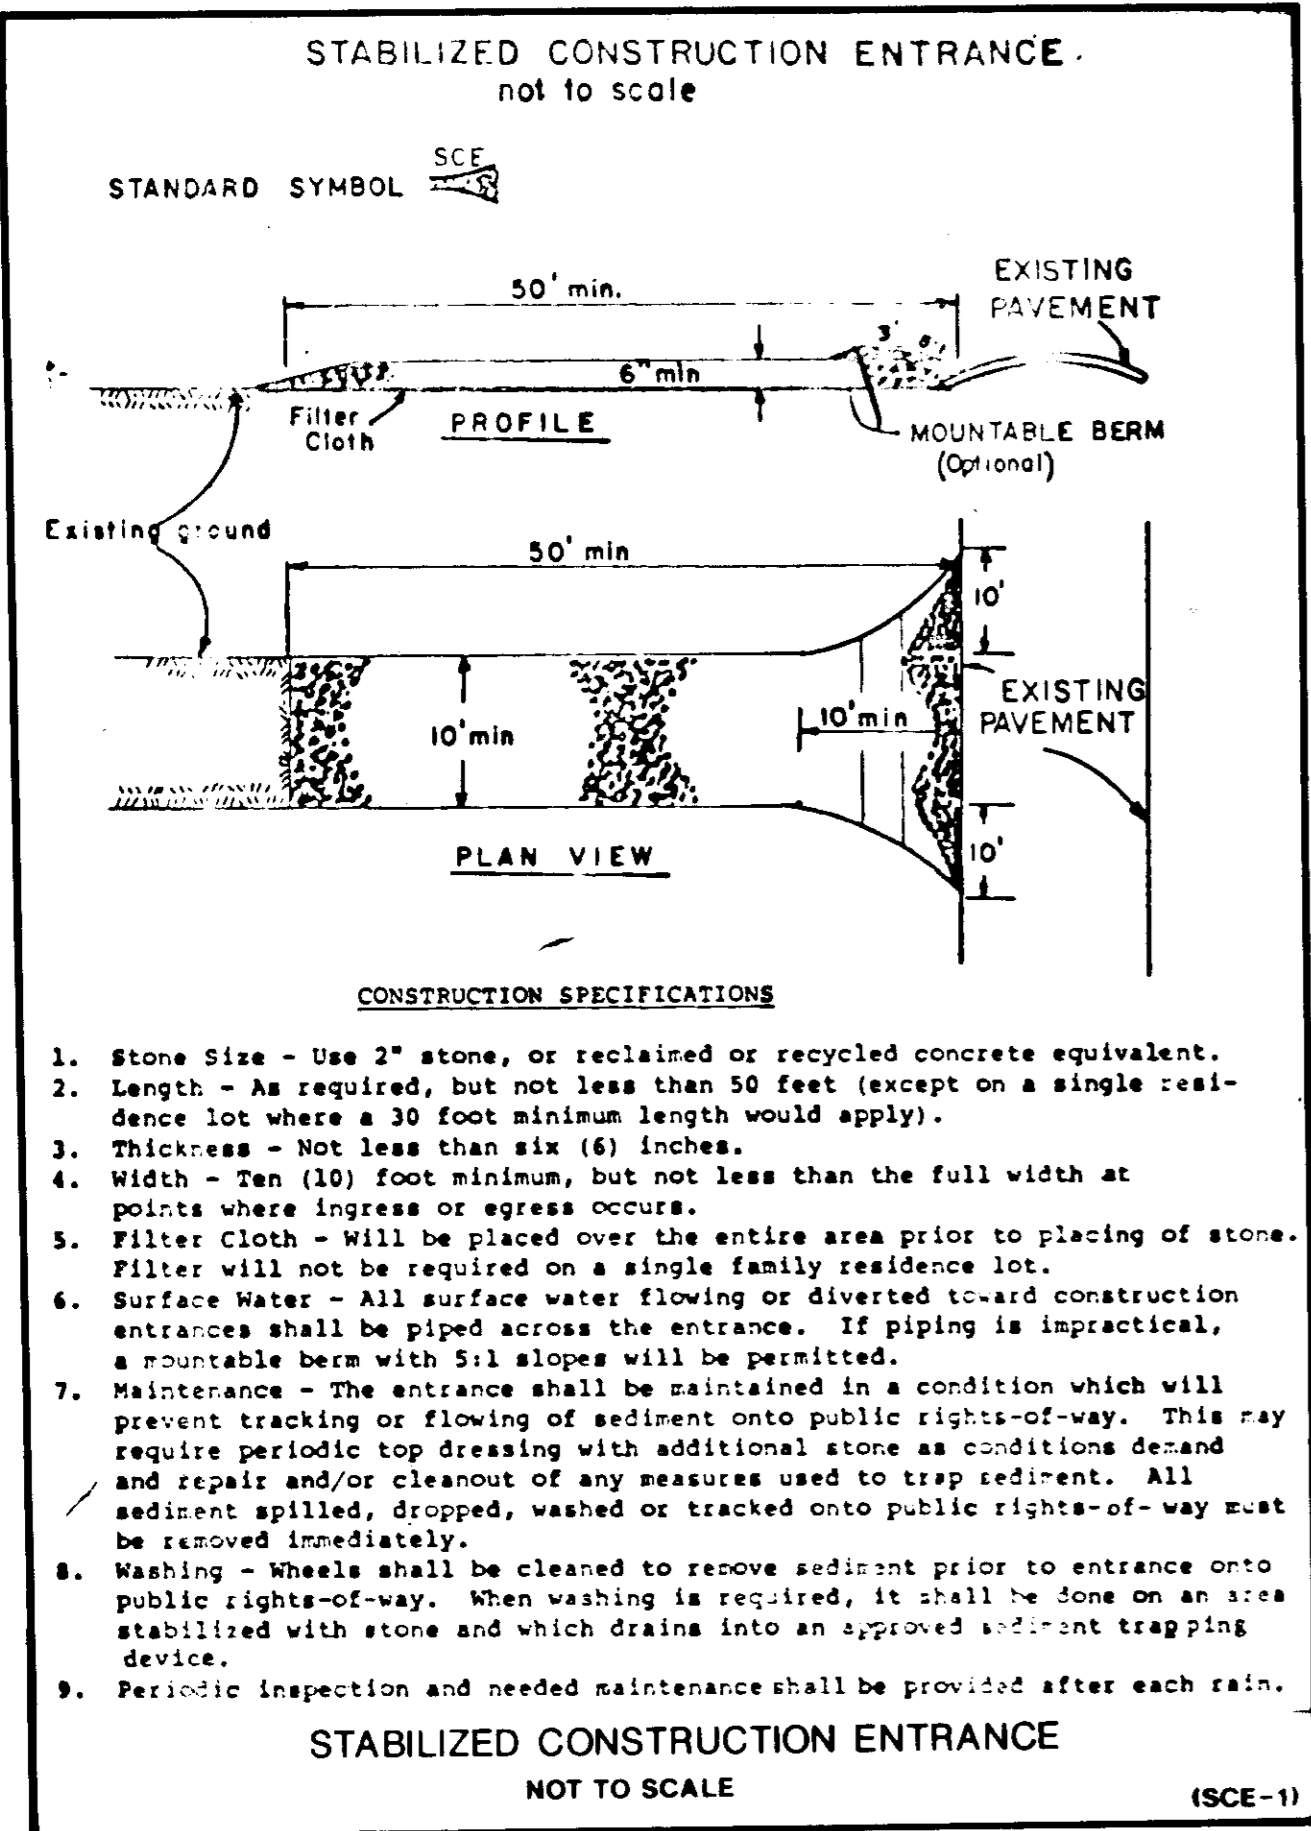 STABILIZED CONSTRUCTION ENTRANCE.
not to scale
SCE
STANDARD SYMBOL
50' min.
EXISTING
PAVEMENT
3'
6" min
Filter
Cloth
PROFILE
MOUNTABLE BERM
(Optional)
Existing ground
50' min
10'
EXISTING
PAVEMENT
10' min
10' min
10'
PLAN VIEW
CONSTRUCTION SPECIFICATIONS
1. Stone Size - Use 2" stone, or reclaimed or recycled concrete equivalent.
2. Length - As required, but not less than 50 feet (except on a single resi-
dence lot where a 30 foot minimum length would apply).
3. Thickness - Not less than six (6) inches.
4. Width - Ten (10) foot minimum, but not less than the full width at
points where ingress or egress occurs.
5. Filter Cloth - Will be placed over the entire area prior to placing of stone.
Filter will not be required on a single family residence lot.
6. Surface Water - All surface water flowing or diverted toward construction
entrances shall be piped across the entrance. If piping is impractical,
a mountable berm with 5:1 slopes will be permitted.
7. Maintenance - The entrance shall be maintained in a condition which will
prevent tracking or flowing of sediment onto public rights-of-way. This may
require periodic top dressing with additional stone as conditions demand
and repair and/or cleanout of any measures used to trap sediment. All
sediment spilled, dropped, washed or tracked onto public rights-of-way must
be removed immediately.
8. Washing - Wheels shall be cleaned to remove sediment prior to entrance onto
public rights-of-way. When washing is required, it shall be done on an area
stabilized with stone and which drains into an approved sediment trapping
device.
9. Periodic inspection and needed maintenance shall be provided after each rain.
STABILIZED CONSTRUCTION ENTRANCE
NOT TO SCALE
(SCE-1)